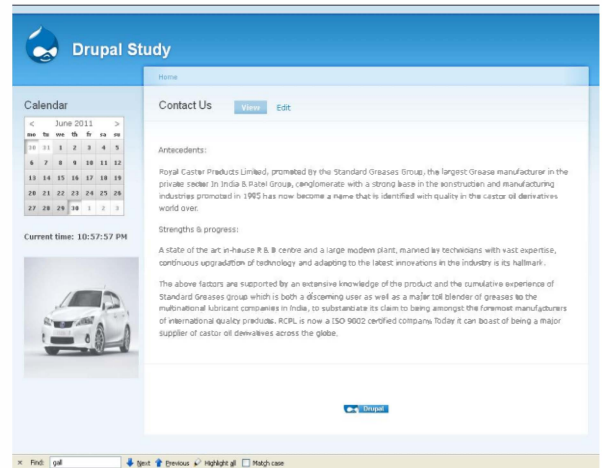 Drupal Study
Home
Calendar
< June 2011 >
mo tu we th fr sa su
30 31 1 2 3 4 5
6 7 8 9 10 11 12
13 14 15 16 17 18 19
20 21 22 23 24 25 26
27 28 29 30 1 2 3
Current time: 10:57:57 PM
Contact Us View Edit
Antecedents:
Royal Castor Products Limited, promoted By the Standard Greases Group, the largest Grease manufacturer in the
private sector In India & Patel Group, conglomerate with a strong base in the construction and manufacturing
industries promoted in 1995 has now become a name that is identified with quality in the castor oil derivatives
world over.
Strengths & progress:
A state of the art in-house R & D centre and a large modern plant, manned by technicians with vast expertise,
continuous upgradation of technology and adapting to the latest innovations in the industry is its hallmark.
The above factors are supported by an extensive knowledge of the product and the cumulative experience of
Standard Greases group which is both a discerning user as well as a major toll blender of greases to the
multinational lubricant companies in India, to substantiate its claim to being amongst the foremost manufacturers
of international quality products. RCPL is now a ISO 9002 certified company Today it can boast of being a major
supplier of castor oil derivatives across the globe.
Drupal
× Find: gall Next Previous Highlight all Match case